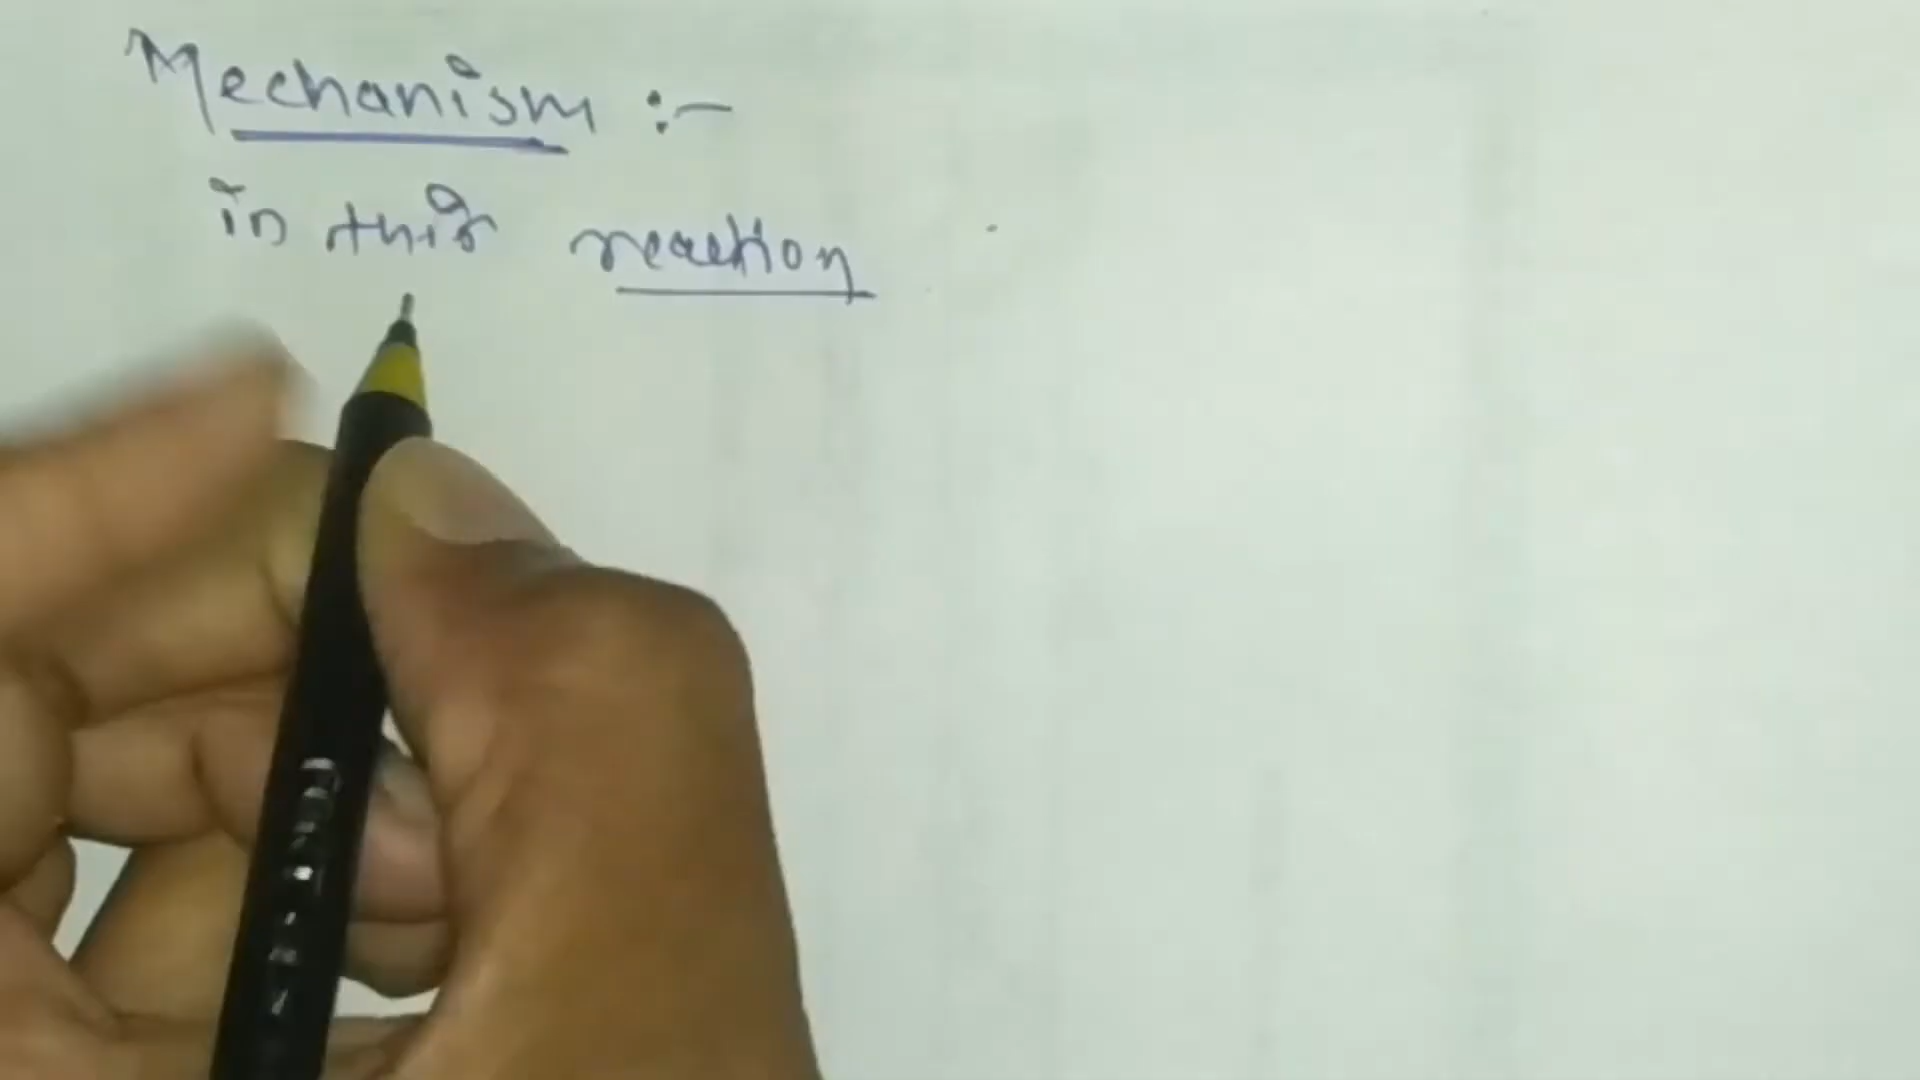 Mechanism :-
in this reaction